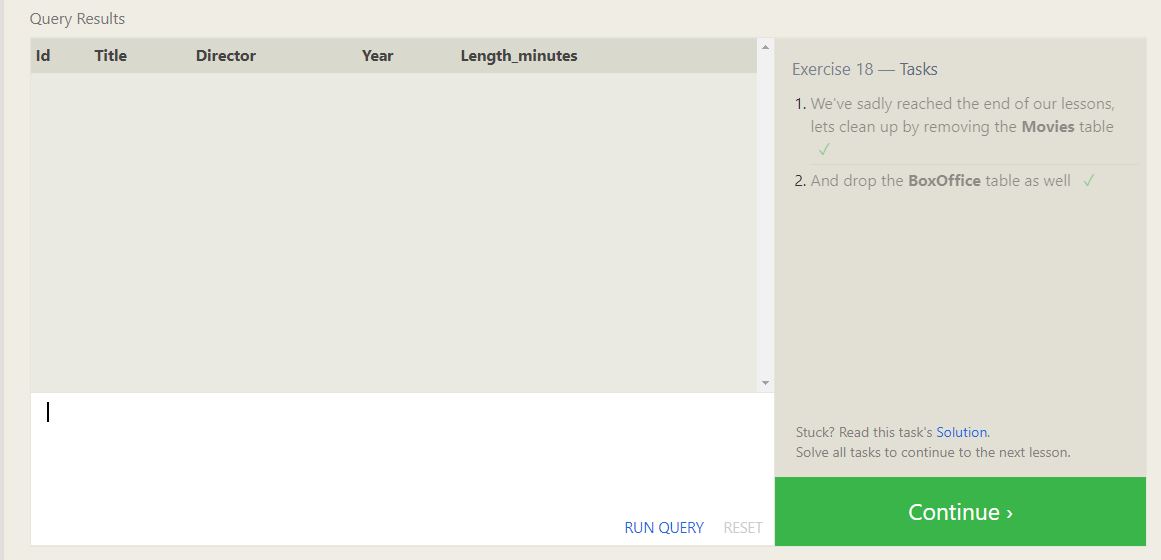 Query Results
Id Title Director Year Length_minutes
Exercise 18 — Tasks
1. We've sadly reached the end of our lessons,
lets clean up by removing the Movies table
✓
2. And drop the BoxOffice table as well ✓
Stuck? Read this task's Solution.
Solve all tasks to continue to the next lesson.
RUN QUERY RESET
Continue ›